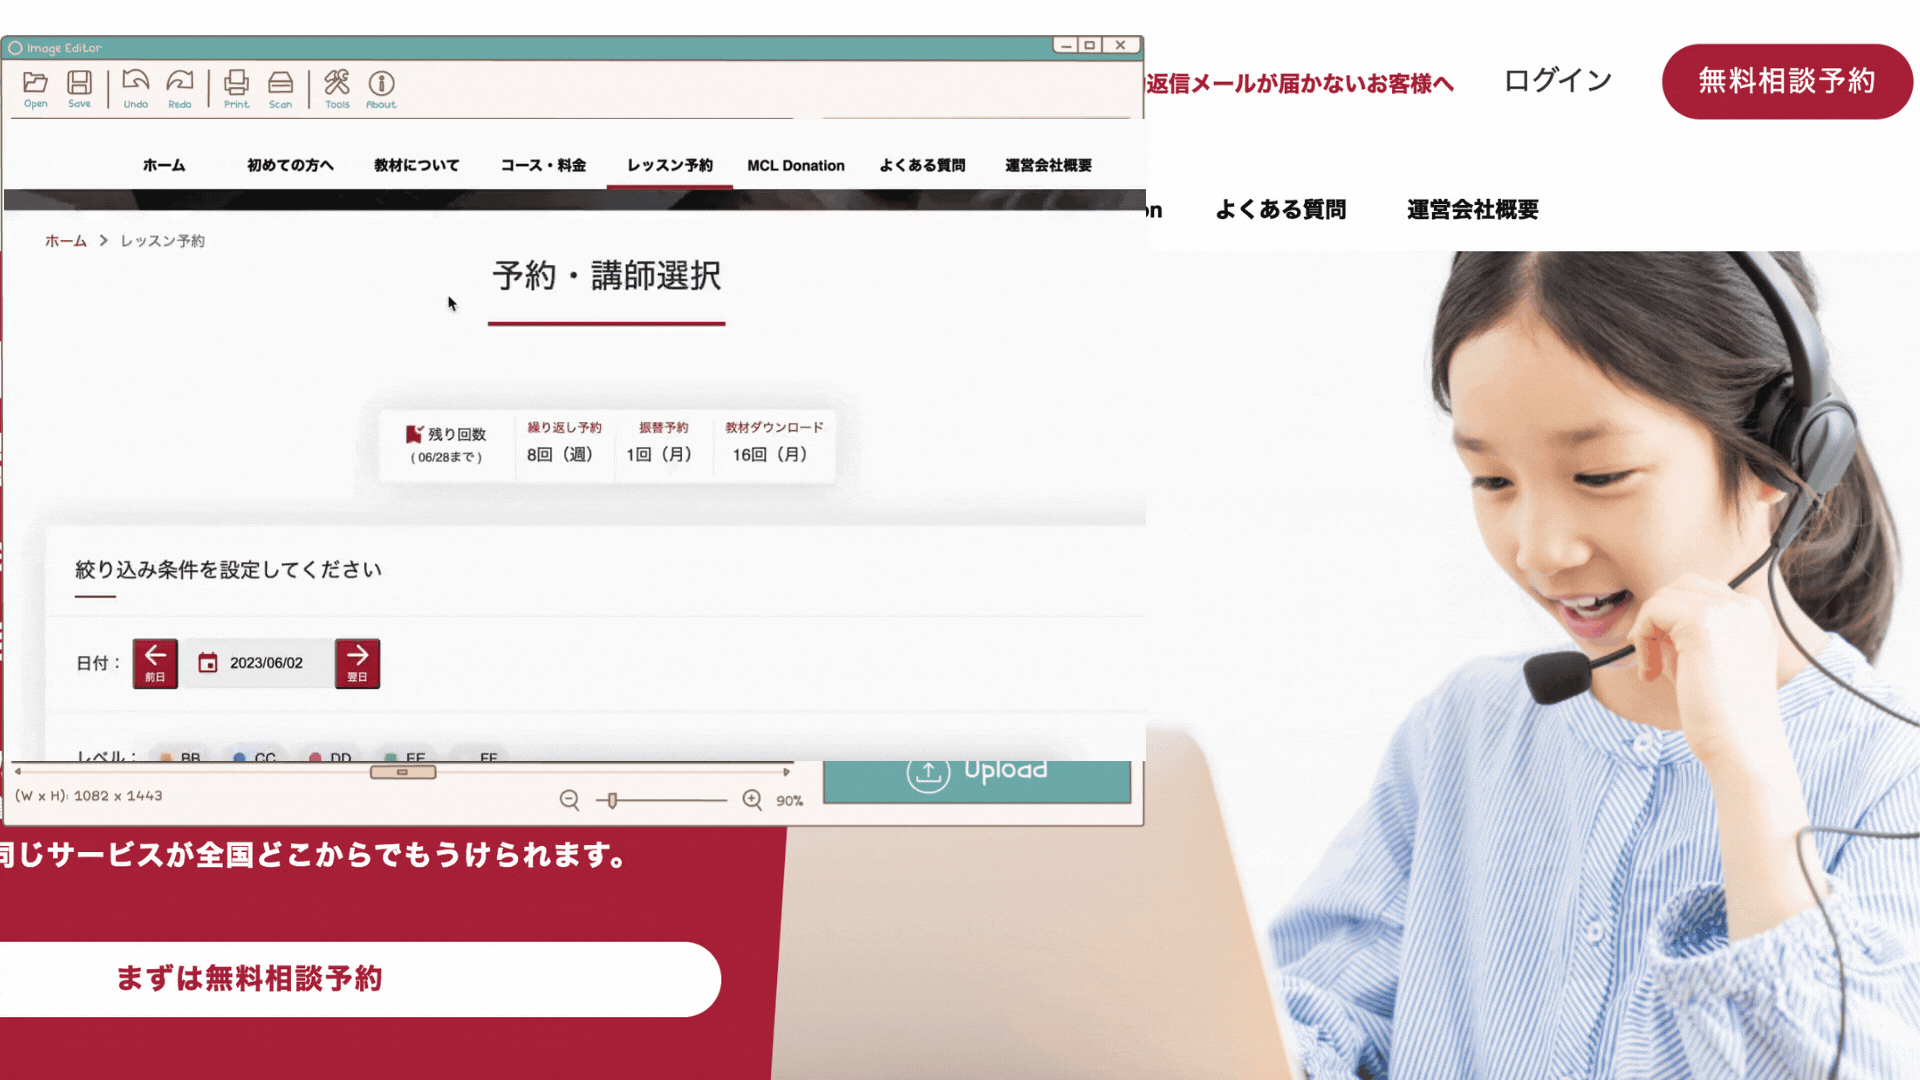 Image Editor
Open Save Undo Redo Print Scan Tools About
返信メールが届かないお客様へ ログイン 無料相談予約
ホーム 初めての方へ 教材について コース・料金 レッスン予約 MCL Donation よくある質問 運営会社概要
on よくある質問 運営会社概要
ホーム > レッスン予約
予約・講師選択
残り回数 繰り返し予約 振替予約 教材ダウンロード
( 06/28まで ) 8回（週） 1回（月） 16回（月）
絞り込み条件を設定してください
日付： 前日 2023/06/02 翌日
レベル： BB CC DD EE FF
Upload
(W x H): 1082 x 1443 90%
同じサービスが全国どこからでもうけられます。
まずは無料相談予約